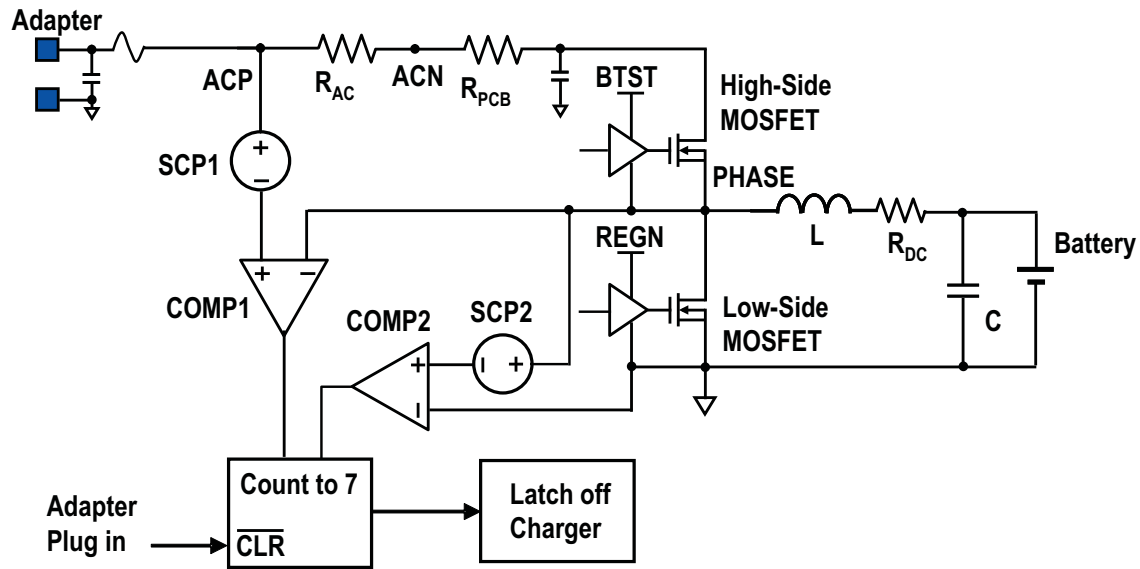 Adapter
ACP
R_AC
ACN
R_PCB
BTST
High-Side
MOSFET
SCP1
+
–
PHASE
REGN
L
R_DC
Battery
+
–
COMP1
COMP2
SCP2
Low-Side
MOSFET
C
+
–
–
+
Count to 7
CLR
Latch off
Charger
Adapter
Plug in